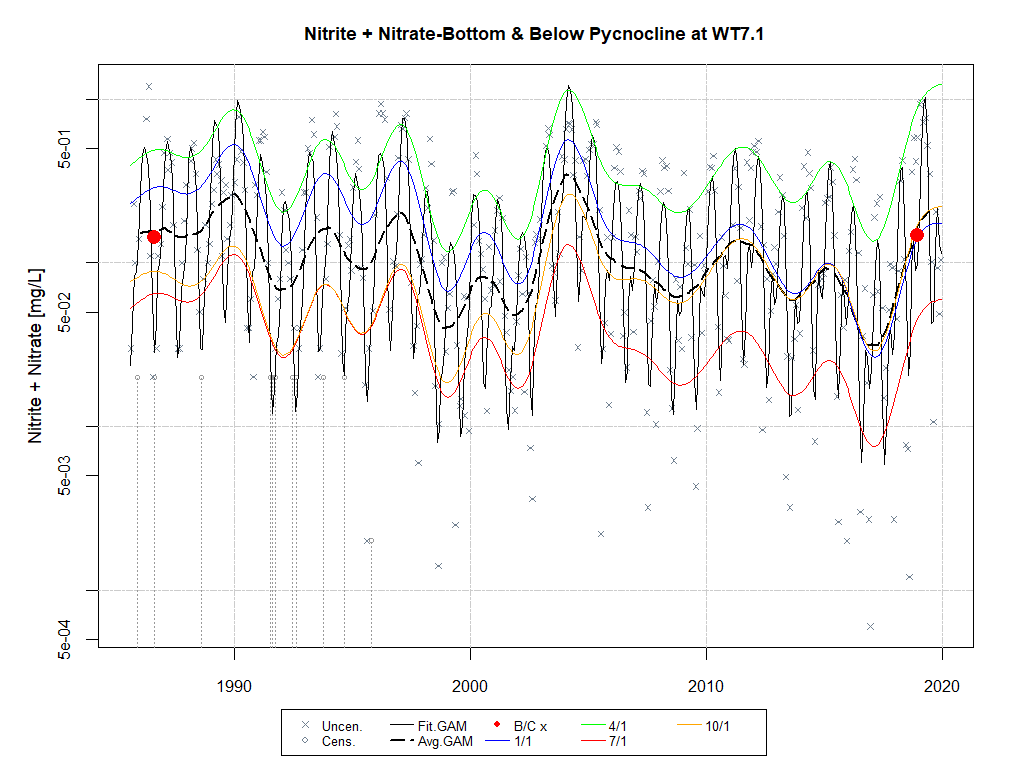 Nitrite + Nitrate-Bottom & Below Pycnocline at WT7.1
Nitrite + Nitrate [mg/L]
5e-01
5e-02
5e-03
5e-04
1990 2000 2010 2020
Uncen. Fit.GAM B/C x 4/1 10/1
Cens. Avg.GAM 1/1 7/1